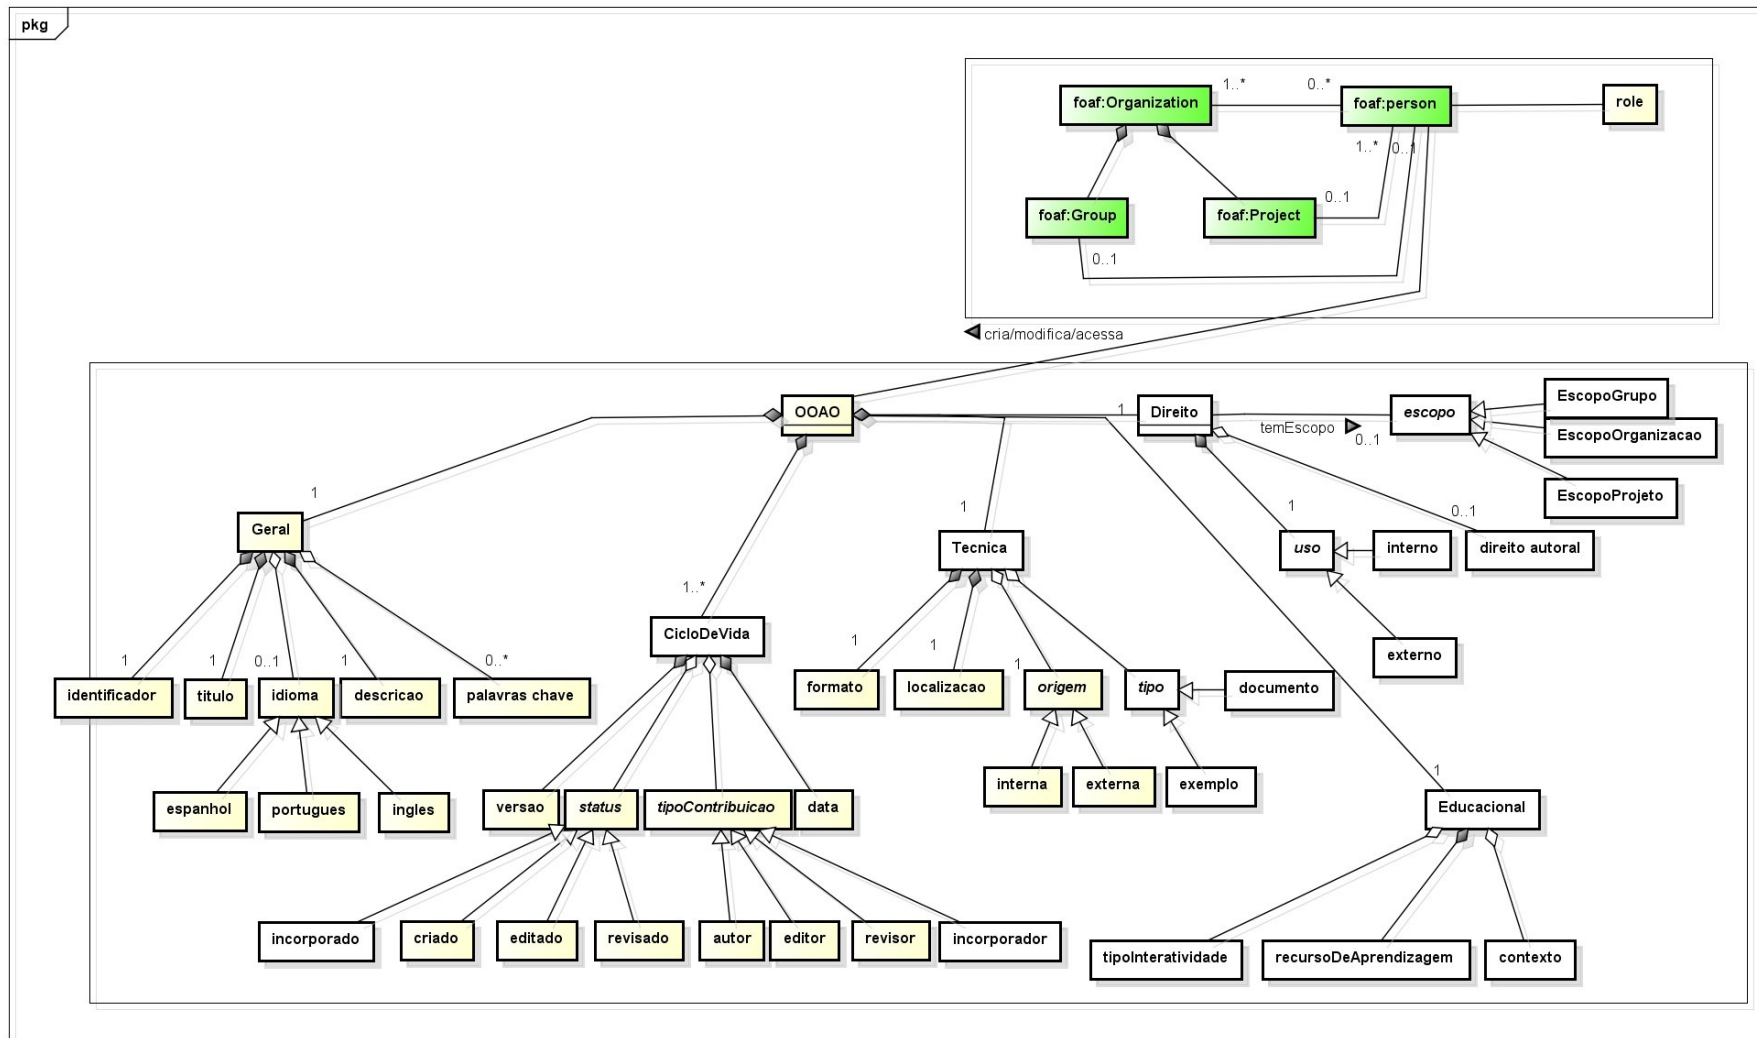 pkg
foaf:Organization
1..*
0..*
foaf:person
role
1..*
0..1
foaf:Group
foaf:Project
0..1
0..1
cria/modifica/acessa
OOAO
1
Direito
temEscopo
0..1
escopo
EscopoGrupo
EscopoOrganizacao
EscopoProjeto
1
Geral
1
Tecnica
1
uso
interno
0..1
direito autoral
externo
1..*
CicloDeVida
1
identificador
1
titulo
0..1
idioma
1
descricao
0..*
palavras chave
1
formato
1
localizacao
1
origem
tipo
documento
espanhol
portugues
ingles
versao
status
tipoContribuicao
data
interna
externa
exemplo
1
Educacional
incorporado
criado
editado
revisado
autor
editor
revisor
incorporador
tipoInteratividade
recursoDeAprendizagem
contexto